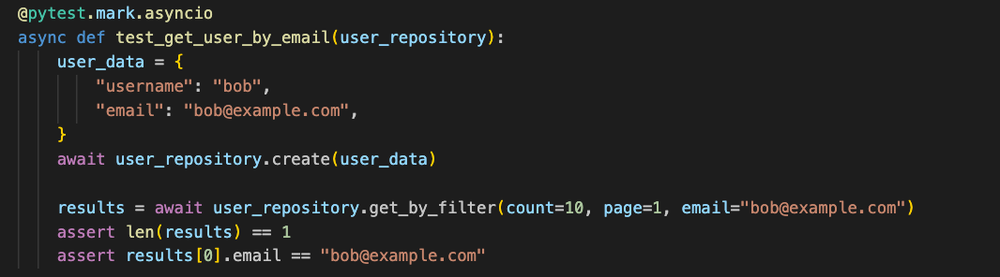 @pytest.mark.asyncio
async def test_get_user_by_email(user_repository):
    user_data = {
        "username": "bob",
        "email": "bob@example.com",
    }
    await user_repository.create(user_data)

    results = await user_repository.get_by_filter(count=10, page=1, email="bob@example.com")
    assert len(results) == 1
    assert results[0].email == "bob@example.com"